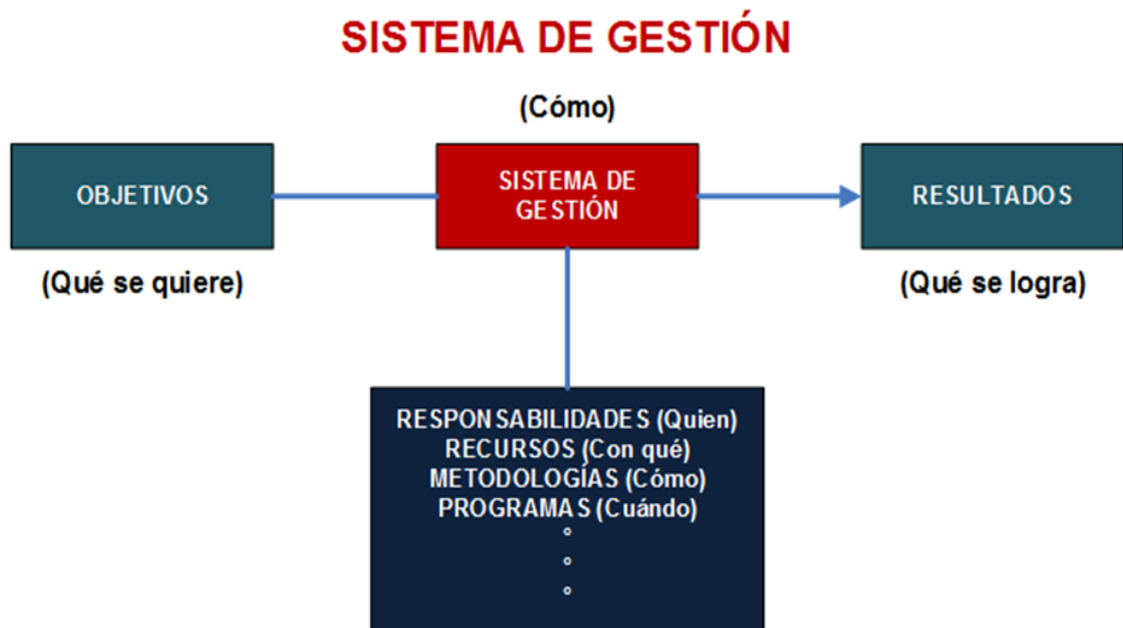 SISTEMA DE GESTIÓN
(Cómo)
OBJETIVOS
SISTEMA DE
GESTIÓN
RESULTADOS
(Qué se quiere)
(Qué se logra)
RESPONSABILIDADES (Quien)
RECURSOS (Con qué)
METODOLOGÍAS (Cómo)
PROGRAMAS (Cuándo)
°
°
°